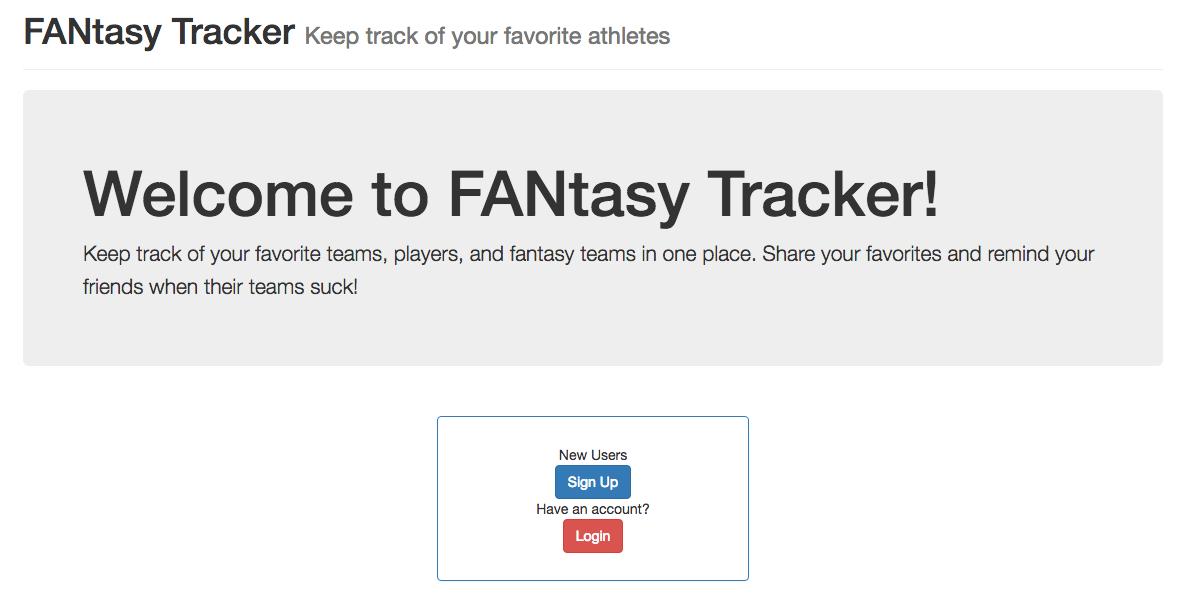 FANtasy Tracker Keep track of your favorite athletes
Welcome to FANtasy Tracker!
Keep track of your favorite teams, players, and fantasy teams in one place. Share your favorites and remind your
friends when their teams suck!
New Users
Sign Up
Have an account?
Login